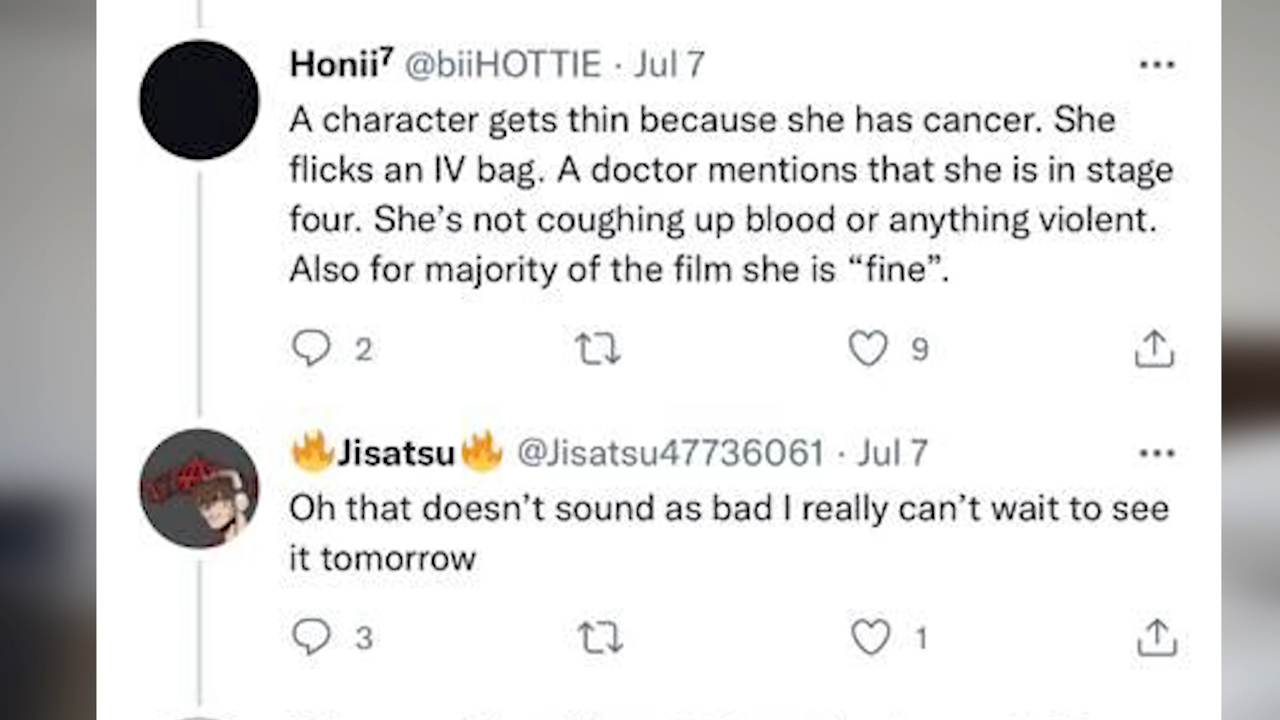 Honii⁷ @biiHOTTIE · Jul 7
A character gets thin because she has cancer. She
flicks an IV bag. A doctor mentions that she is in stage
four. She’s not coughing up blood or anything violent.
Also for majority of the film she is “fine”.
2 9
🔥Jisatsu🔥 @Jisatsu47736061 · Jul 7
Oh that doesn’t sound as bad I really can’t wait to see
it tomorrow
3 1